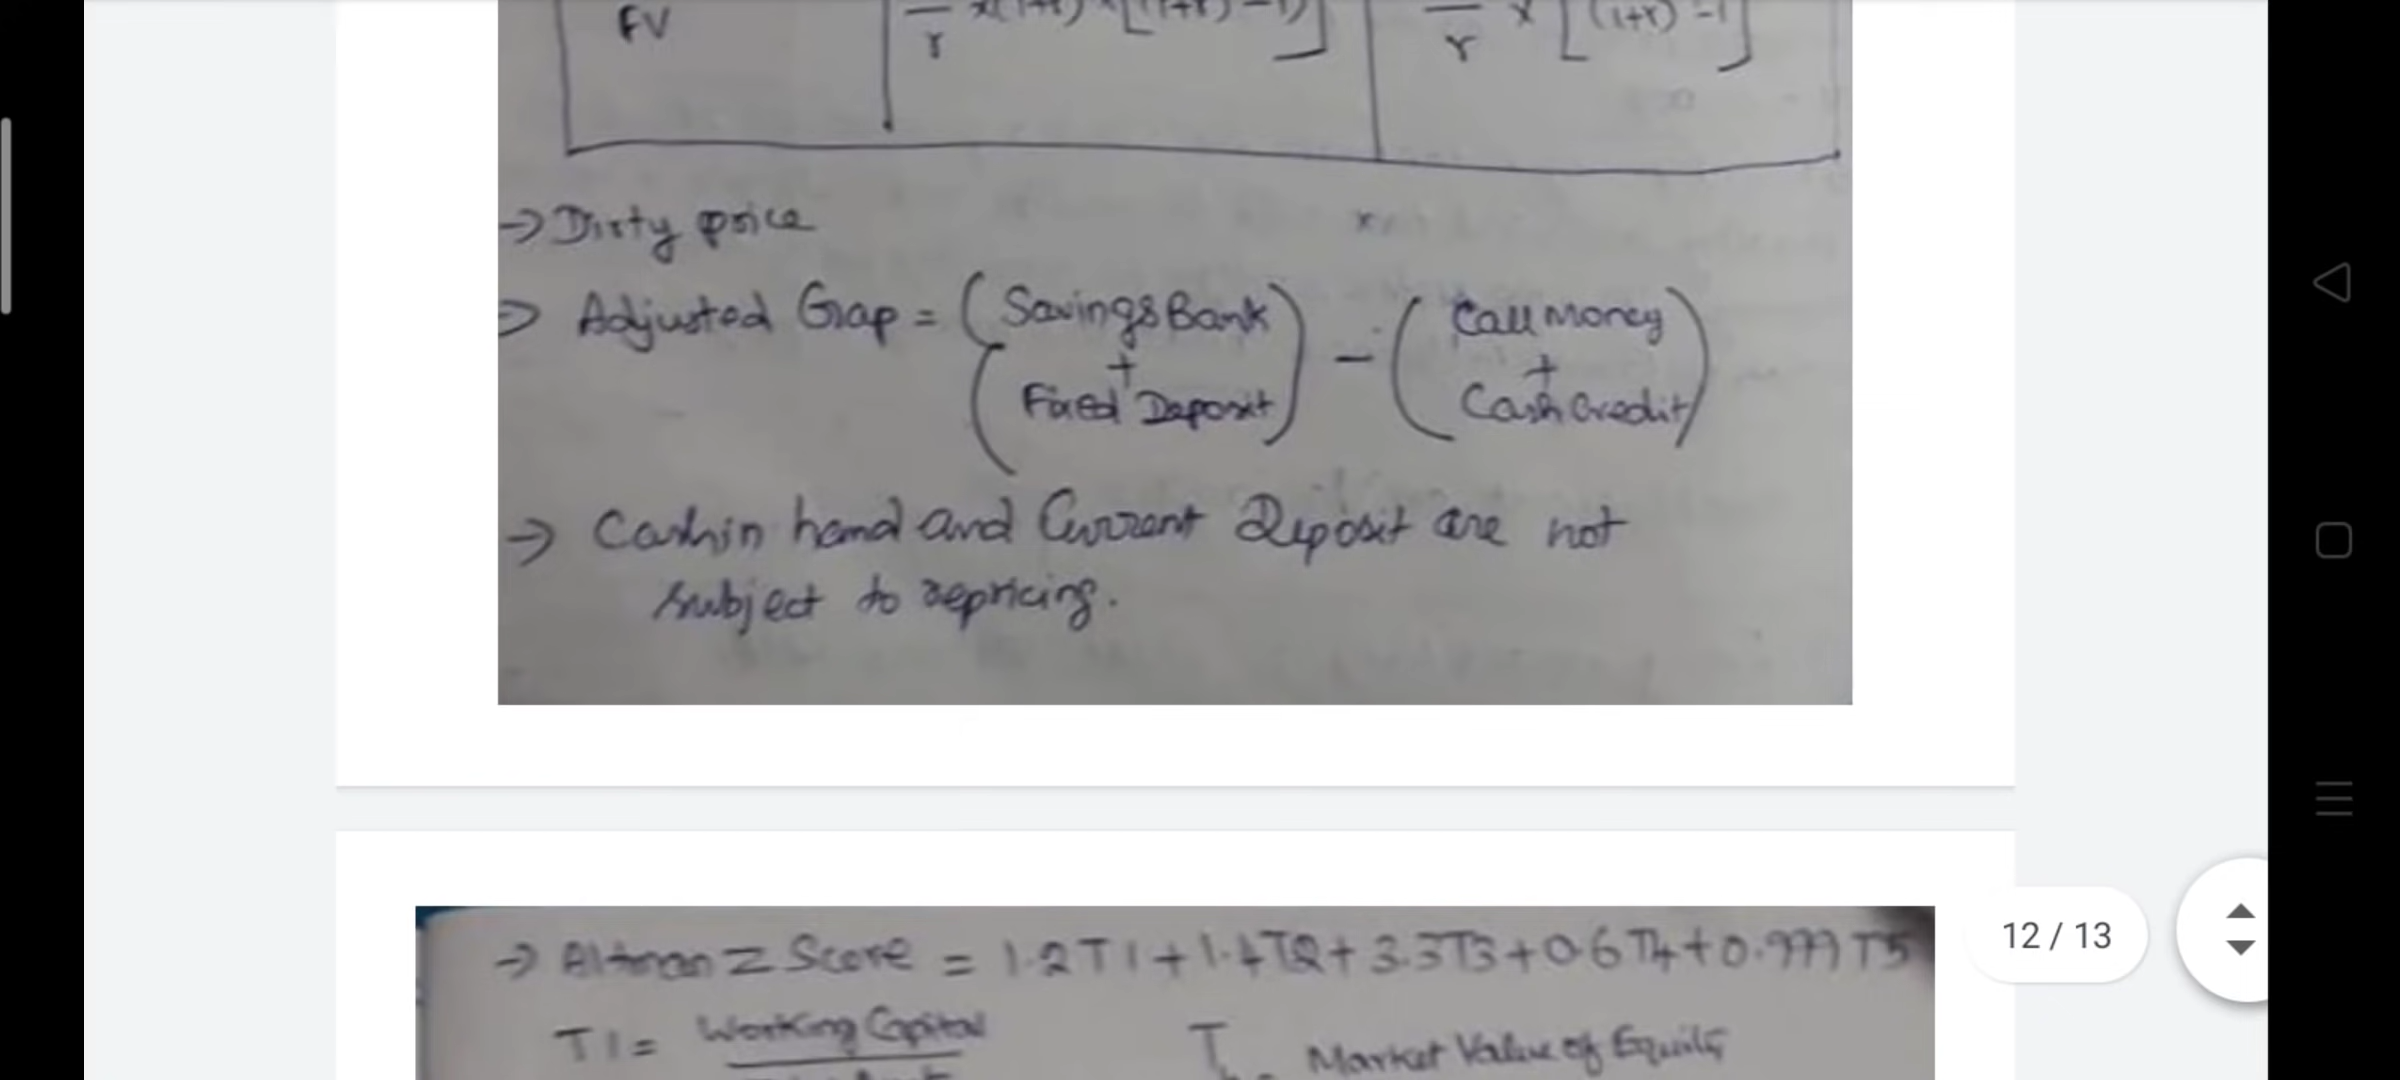 FV
r
r
(1+r) -1
→ Dirty price
→ Adjusted Gap = (Savings Bank + Fixed Deposit) - (Call Money + Cash Credit)
→ Cash in hand and Current Deposit are not
subject to repricing.
→ Altman Z Score = 1.2T1 + 1.4T2 + 3.3T3 + 0.6T4 + 0.999T5
T1 = Working Capital
Market Value of Equity
12 / 13